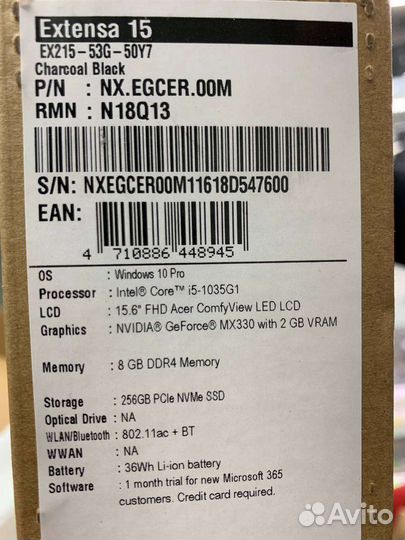 Extensa 15
EX215-53G-50Y7
Charcoal Black
P/N : NX.EGCER.00M
RMN : N18Q13
S/N: NXEGCER00M11618D547600
EAN:
4 710886 448945
OS : Windows 10 Pro
Processor : Intel® Core™ i5-1035G1
LCD : 15.6" FHD Acer ComfyView LED LCD
Graphics : NVIDIA® GeForce® MX330 with 2 GB VRAM
Memory : 8 GB DDR4 Memory
Storage : 256GB PCIe NVMe SSD
Optical Drive : NA
WLAN/Bluetooth : 802.11ac + BT
WWAN : NA
Battery : 36Wh Li-ion battery
Software : 1 month trial for new Microsoft 365
customers. Credit card required.
Avito